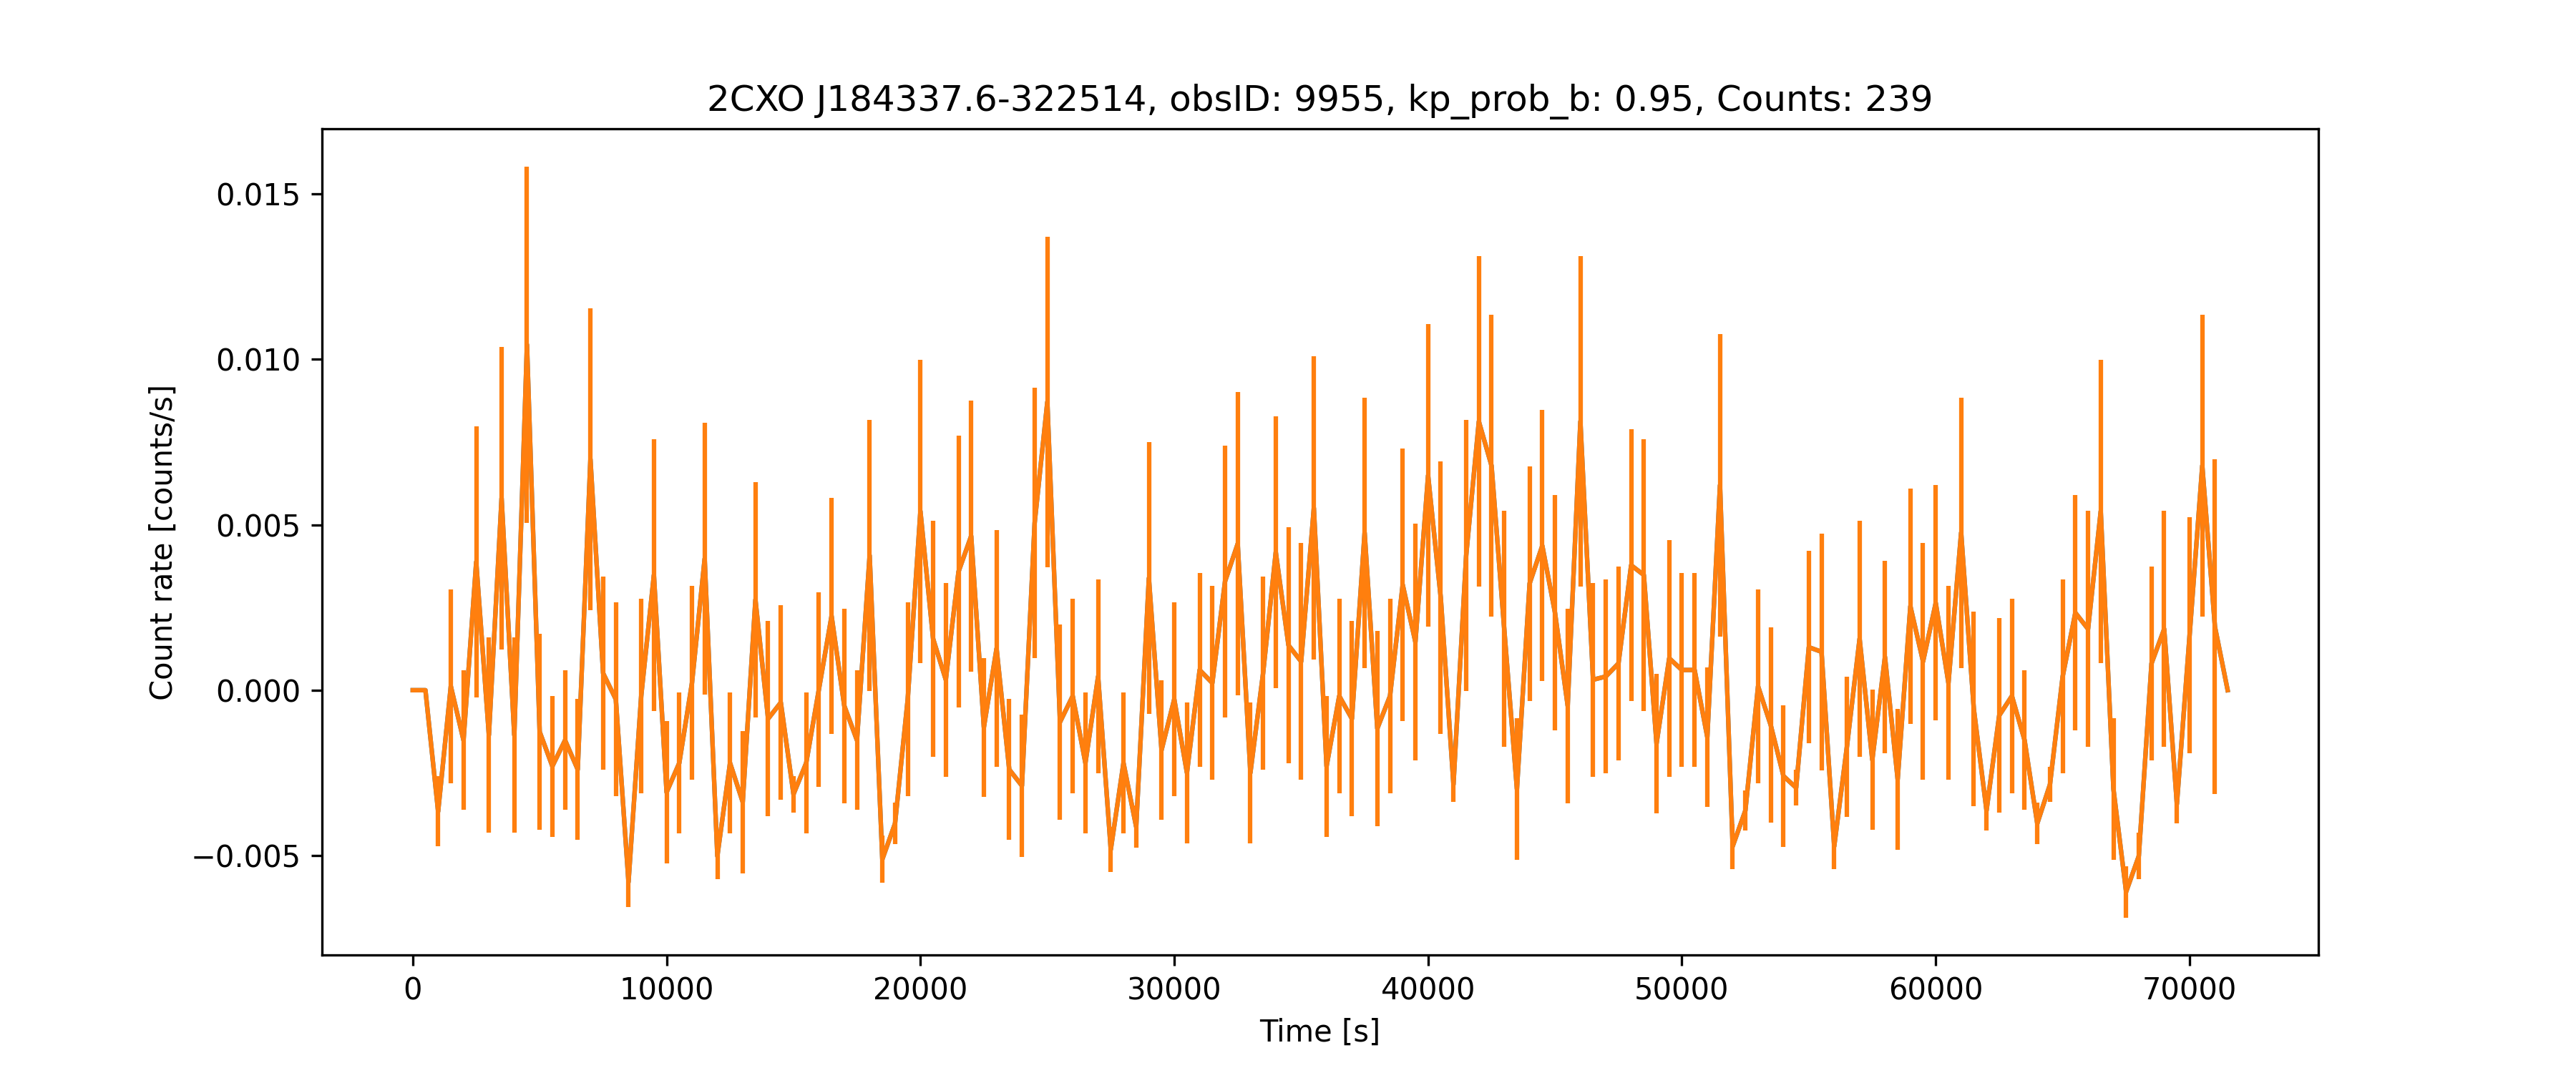 2CXO J184337.6-322514, obsID: 9955, kp_prob_b: 0.95, Counts: 239
0.015
0.010
0.005
0.000
−0.005
Count rate [counts/s]
0 10000 20000 30000 40000 50000 60000 70000
Time [s]